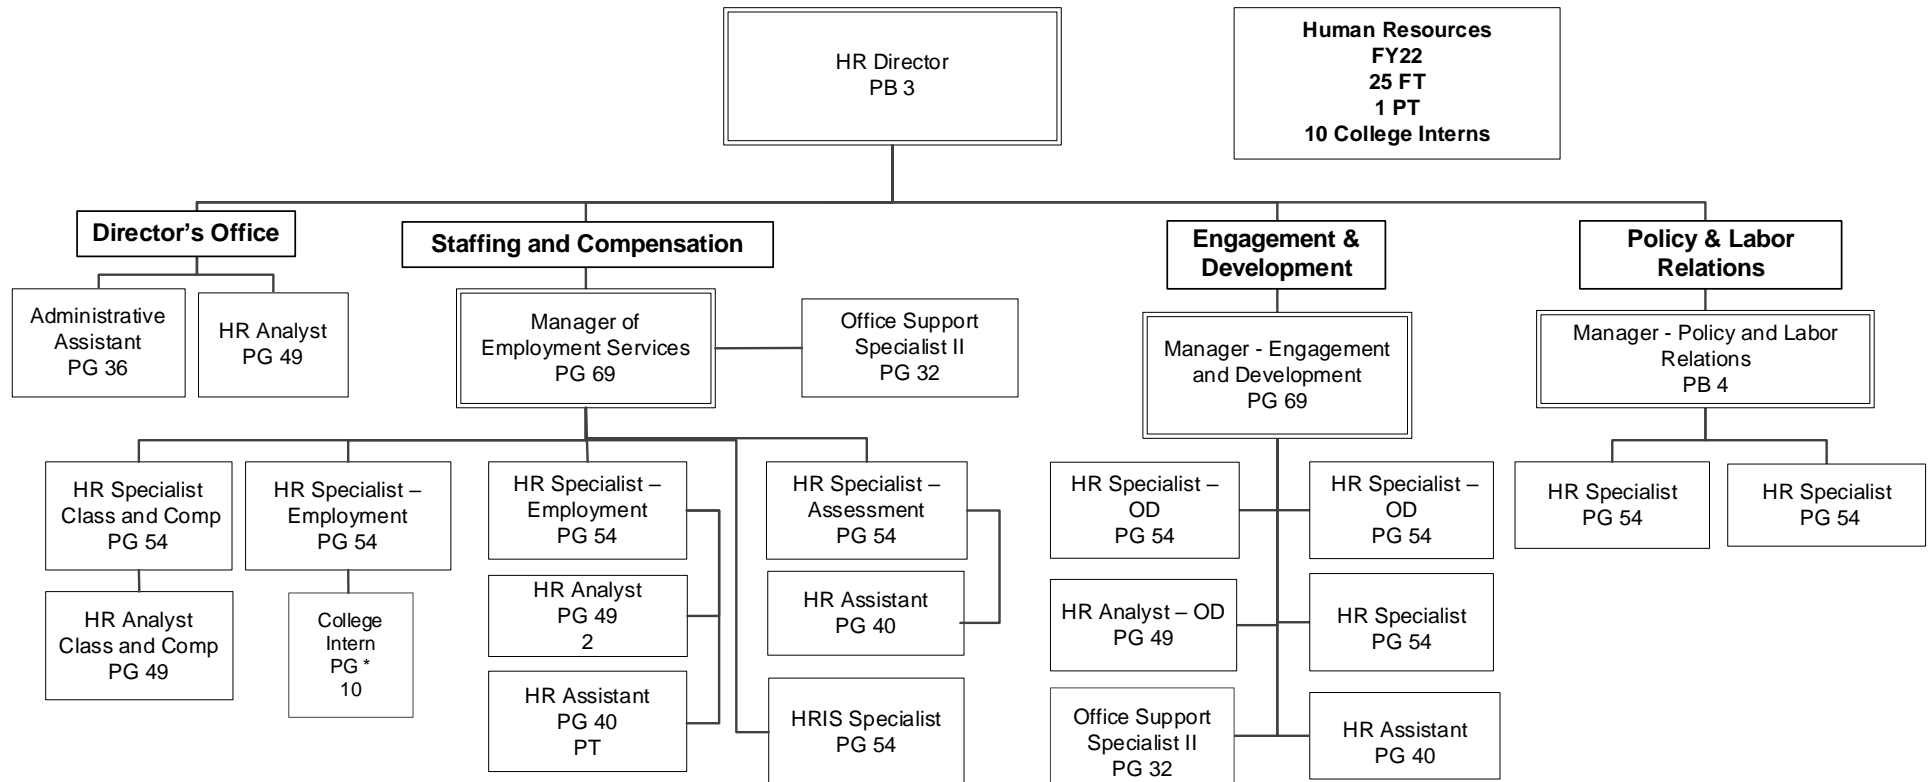 HR Director
PB 3
Human Resources
FY22
25 FT
1 PT
10 College Interns
Director's Office
Staffing and Compensation
Engagement &
Development
Policy & Labor
Relations
Administrative
Assistant
PG 36
HR Analyst
PG 49
Manager of
Employment Services
PG 69
Office Support
Specialist II
PG 32
Manager - Engagement
and Development
PG 69
Manager - Policy and Labor
Relations
PB 4
HR Specialist
Class and Comp
PG 54
HR Specialist –
Employment
PG 54
HR Specialist –
Employment
PG 54
HR Specialist –
Assessment
PG 54
HR Specialist –
OD
PG 54
HR Specialist –
OD
PG 54
HR Specialist
PG 54
HR Specialist
PG 54
HR Analyst
Class and Comp
PG 49
College
Intern
PG *
10
HR Analyst
PG 49
2
HR Assistant
PG 40
HR Analyst – OD
PG 49
HR Specialist
PG 54
HR Assistant
PG 40
PT
HRIS Specialist
PG 54
Office Support
Specialist II
PG 32
HR Assistant
PG 40